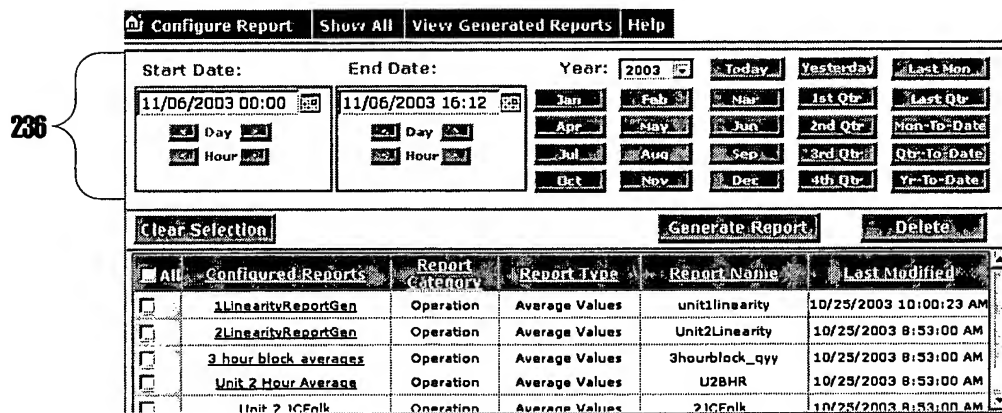 Configure Report Show All View Generated Reports Help
Start Date: End Date: Year: 2003 Today Yesterday Last Mon
11/06/2003 00:00 11/06/2003 16:12 Jan Feb Mar 1st Qtr Last Qtr
Day Day Apr May Jun 2nd Qtr Mon-To-Date
236
Hour Hour Jul Aug Sep 3rd Qtr Qtr-To-Date
Oct Nov Dec 4th Qtr Yr-To-Date
Clear Selection Generate Report Delete
All Configured Reports Report Category Report Type Report Name Last Modified
1LinearityReportGen Operation Average Values unit1linearity 10/25/2003 10:00:23 AM
2LinearityReportGen Operation Average Values Unit2Linearity 10/25/2003 8:53:00 AM
3 hour block averages Operation Average Values 3hourblock_qyy 10/25/2003 8:53:00 AM
Unit 2 Hour Average Operation Average Values U2BHR 10/25/2003 8:53:00 AM
Unit 2 Operation Average Values 10/25/2003 8:53:00 AM